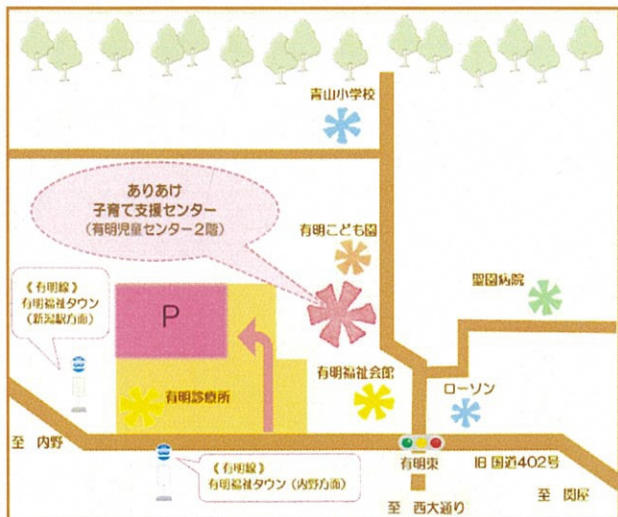 青山小学校
ありあけ
子育て支援センター
(有明児童センター2階)
有明こども園
聖園病院
《有明線》
有明福祉タウン
(新潟駅方面)
P
有明診療所
有明福祉会館
ローソン
至 内野
有明東
旧 国道402号
《有明線》
有明福祉タウン(内野方面)
至 西大通り
至 関屋